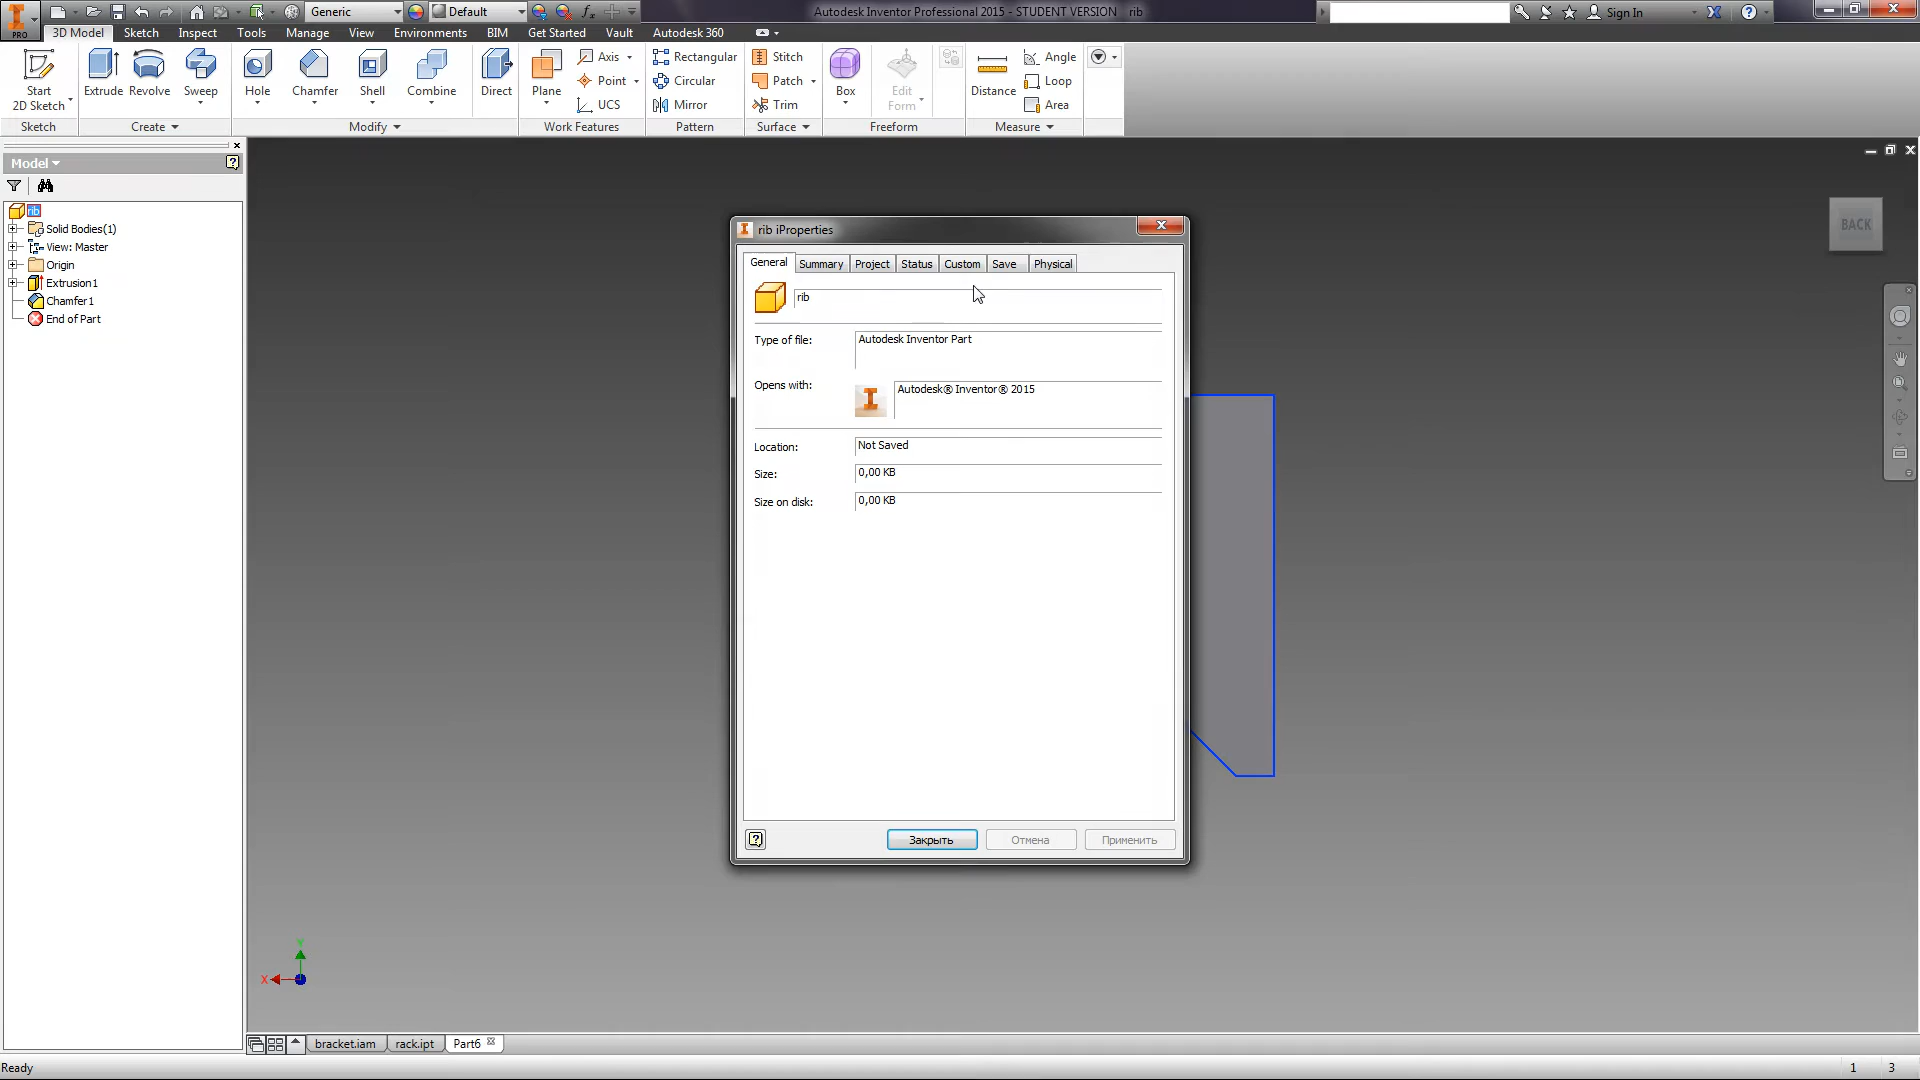 Generic
Default
Autodesk Inventor Professional 2015 - STUDENT VERSION rib
Sign In
PRO
3D Model Sketch Inspect Tools Manage View Environments BIM Get Started Vault Autodesk 360
Start
2D Sketch
Extrude
Revolve
Sweep
Hole
Chamfer
Shell
Combine
Direct
Plane
Axis
Point
UCS
Rectangular
Circular
Mirror
Stitch
Patch
Trim
Box
Edit
Form
Distance
Angle
Loop
Area
Sketch
Create
Modify
Work Features
Pattern
Surface
Freeform
Measure
Model
rib
Solid Bodies(1)
View: Master
Origin
Extrusion1
Chamfer1
End of Part
BACK
rib iProperties
General Summary Project Status Custom Save Physical
rib
Type of file: Autodesk Inventor Part
Opens with: Autodesk® Inventor® 2015
Location: Not Saved
Size: 0,00 KB
Size on disk: 0,00 KB
Закрыть Отмена Применить
Y
X
bracket.iam rack.ipt Part6
Ready
1 3